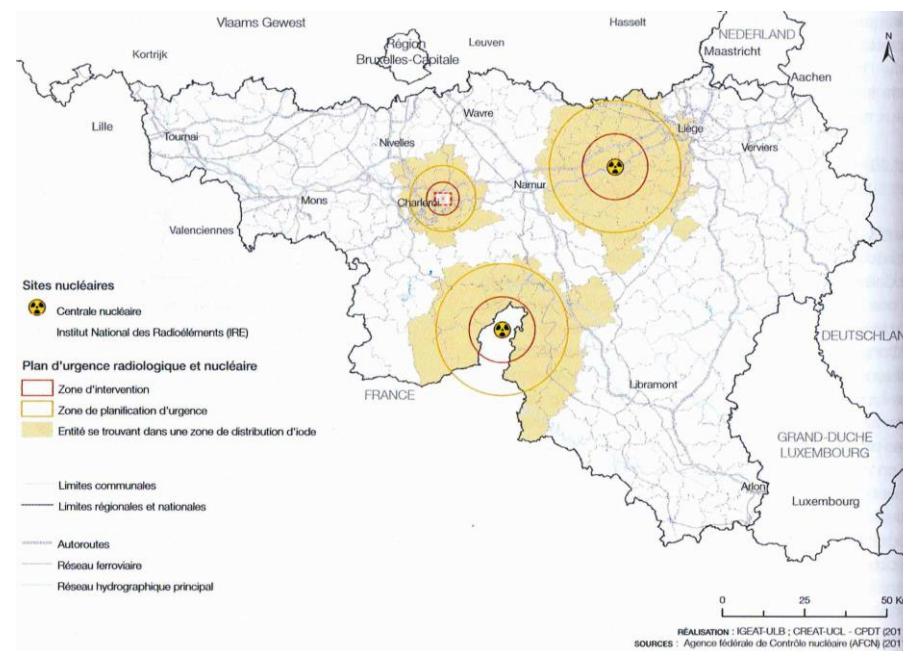 Vlaams Gewest
Hasselt
NEDERLAND
Kortrijk
Région
Bruxelles-Capitale
Leuven
Maastricht
N
Aachen
Lille
Tournai
Wavre
Nivelles
Liège
Verviers
Mons
Charleroi
Namur
Valenciennes
Sites nucléaires
Centrale nucléaire
Institut National des Radioéléments (IRE)
Plan d'urgence radiologique et nucléaire
Zone d'intervention
Zone de planification d'urgence
Entité se trouvant dans une zone de distribution d'iode
FRANCE
Libramont
DEUTSCHLAN
GRAND-DUCHE
LUXEMBOURG
Arlon
Luxembourg
Limites communales
Limites régionales et nationales
Autoroutes
Réseau ferroviaire
Réseau hydrographique principal
0 25 50 K
RÉALISATION : IGEAT-ULB ; CREAT-UCL - CPDT (201
SOURCES : Agence fédérale de Contrôle nucléaire (AFCN) (201